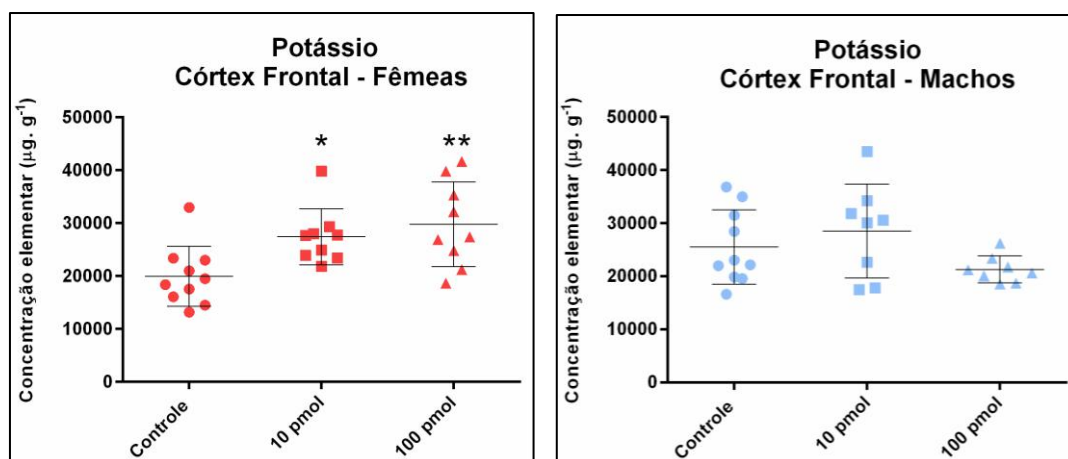 Potássio
Córtex Frontal - Fêmeas
Concentração elementar (μg. g⁻¹)
50000
40000
30000
20000
10000
0
*
**
Controle
10 pmol
100 pmol
Potássio
Córtex Frontal - Machos
Concentração elementar (μg. g⁻¹)
50000
40000
30000
20000
10000
0
Controle
10 pmol
100 pmol